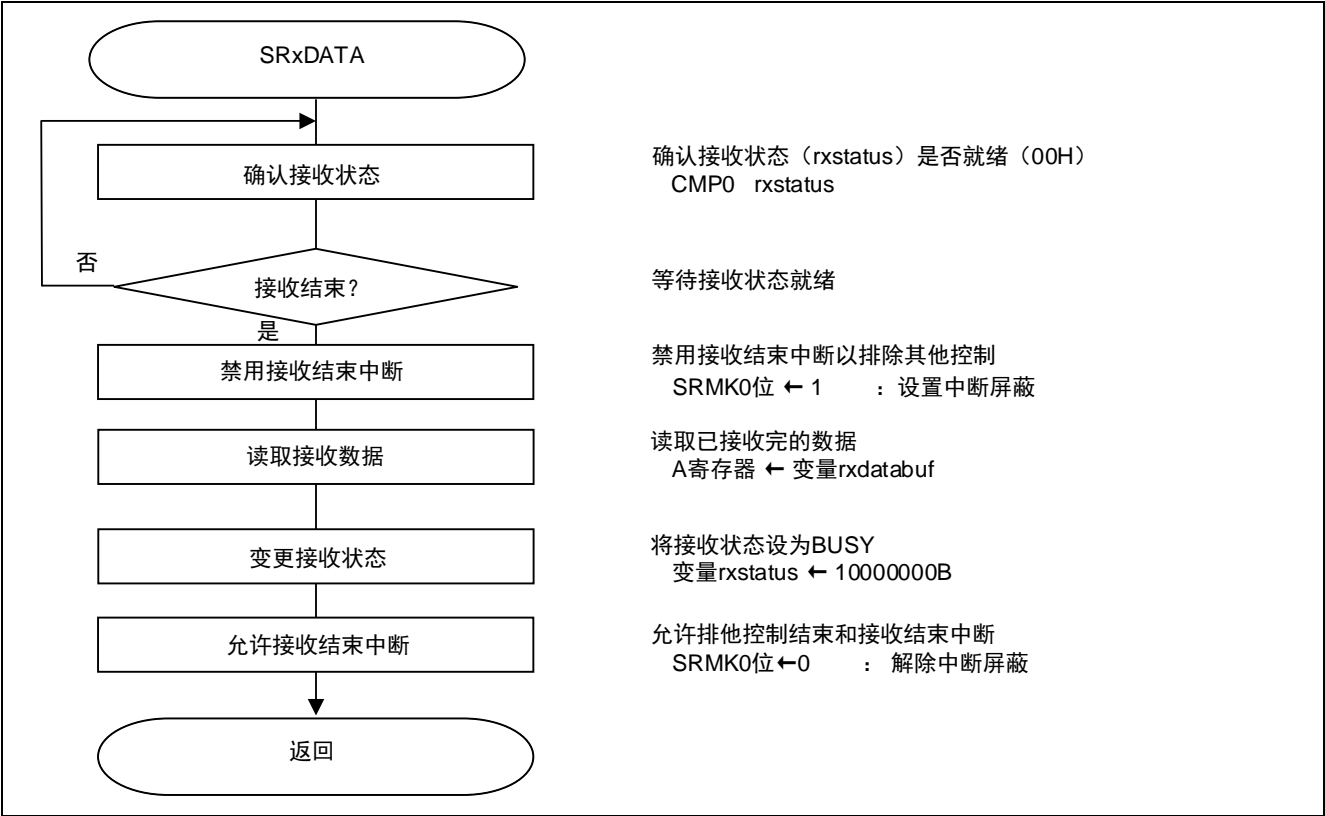 SRxDATA
确认接收状态
确认接收状态（rxstatus）是否就绪（00H）
CMP0 rxstatus
否
接收结束？
等待接收状态就绪
是
禁用接收结束中断
禁用接收结束中断以排除其他控制
SRMK0位 ← 1 ：设置中断屏蔽
读取接收数据
读取已接收完的数据
A寄存器 ← 变量rxdatabuf
变更接收状态
将接收状态设为BUSY
变量rxstatus ← 10000000B
允许接收结束中断
允许排他控制结束和接收结束中断
SRMK0位←0 ： 解除中断屏蔽
返回